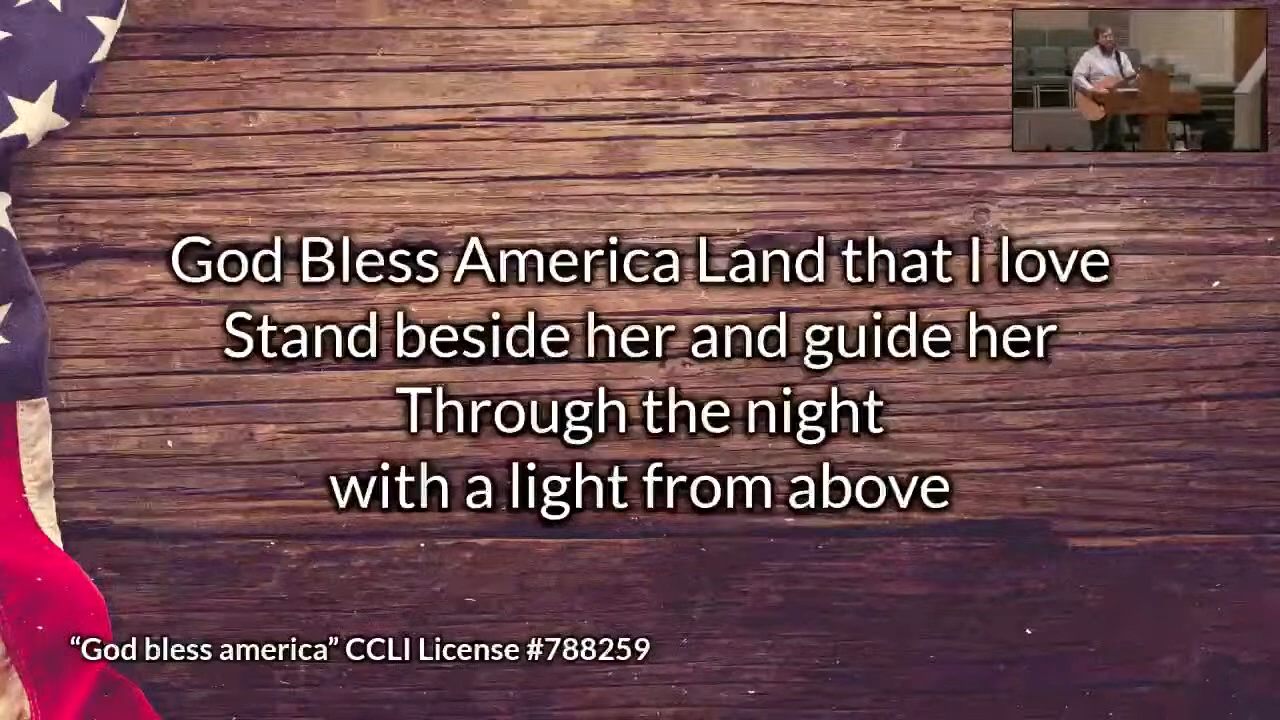 God Bless America Land that I love
Stand beside her and guide her
Through the night
with a light from above
“God bless america” CCLI License #788259